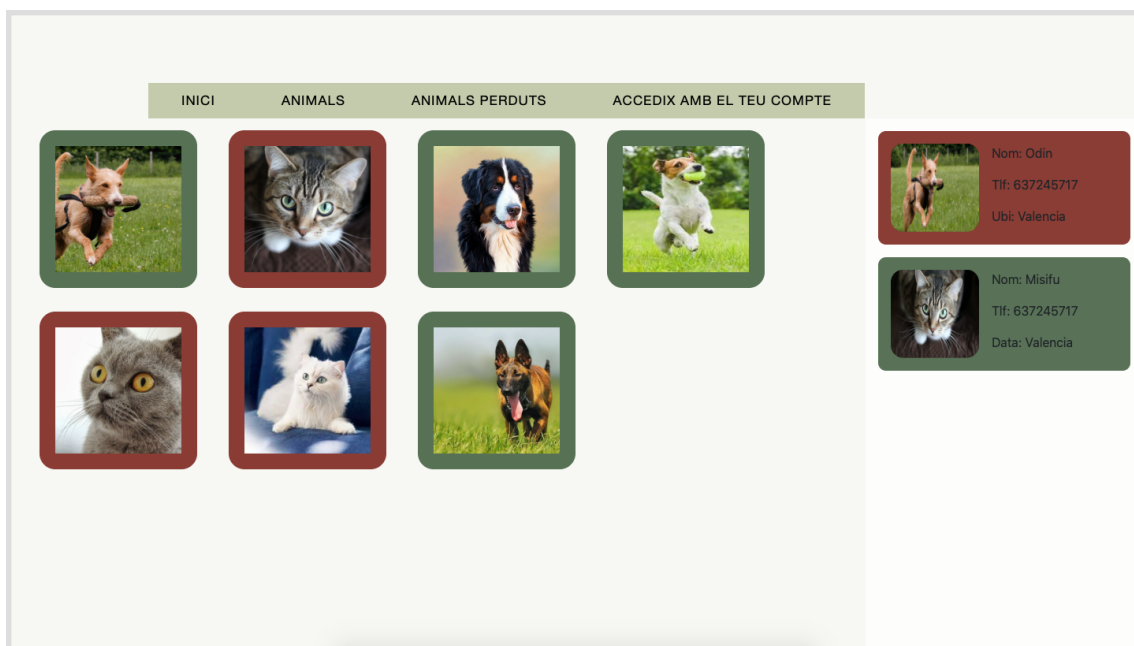 INICI ANIMALS ANIMALS PERDUTS ACCEDIX AMB EL TEU COMPTE
Nom: Odin
Tlf: 637245717
Ubi: Valencia
Nom: Misifu
Tlf: 637245717
Data: Valencia